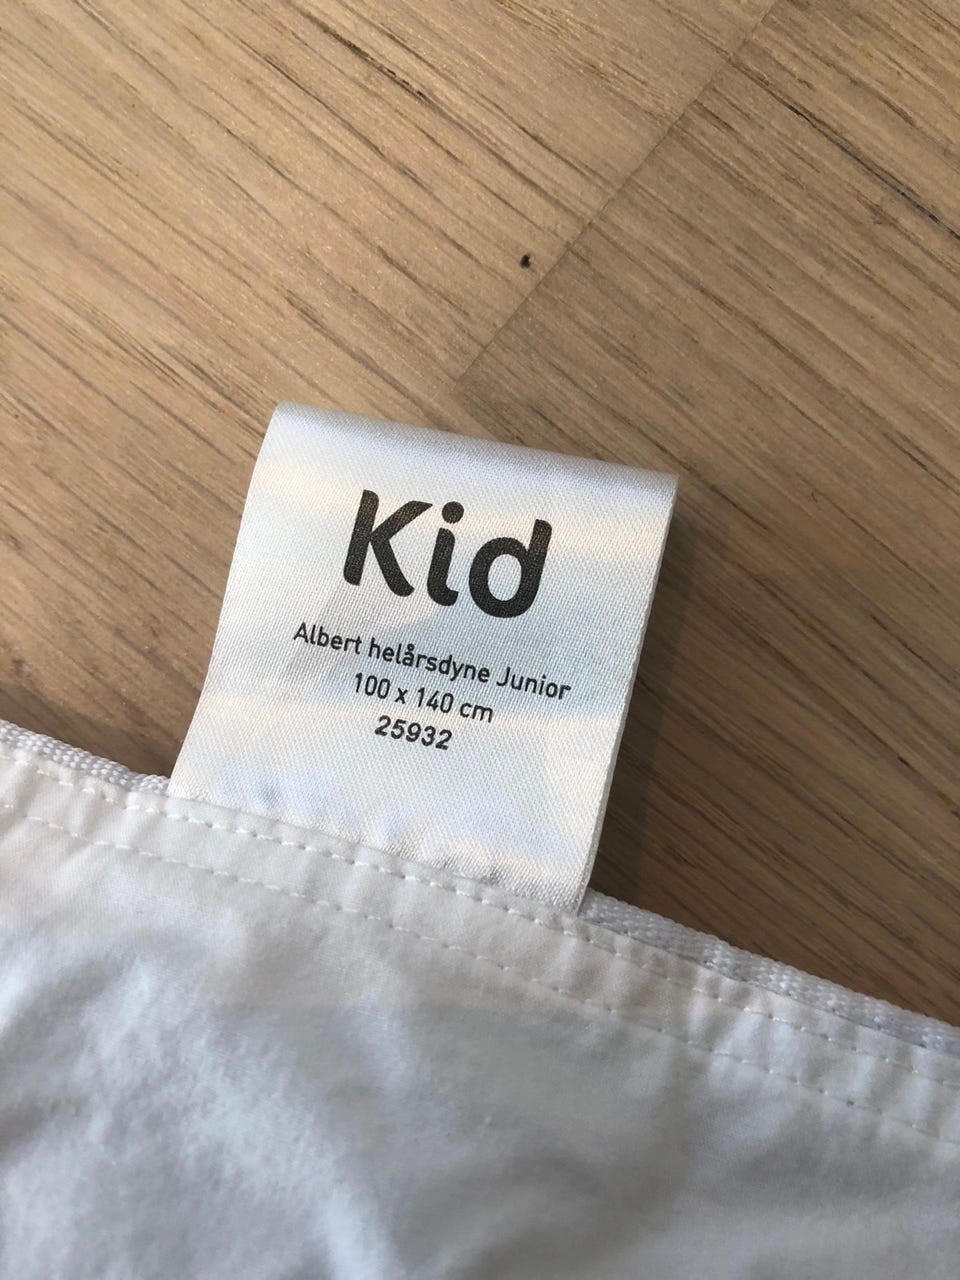 Kid
Albert helårsdyne Junior
100 x 140 cm
25932